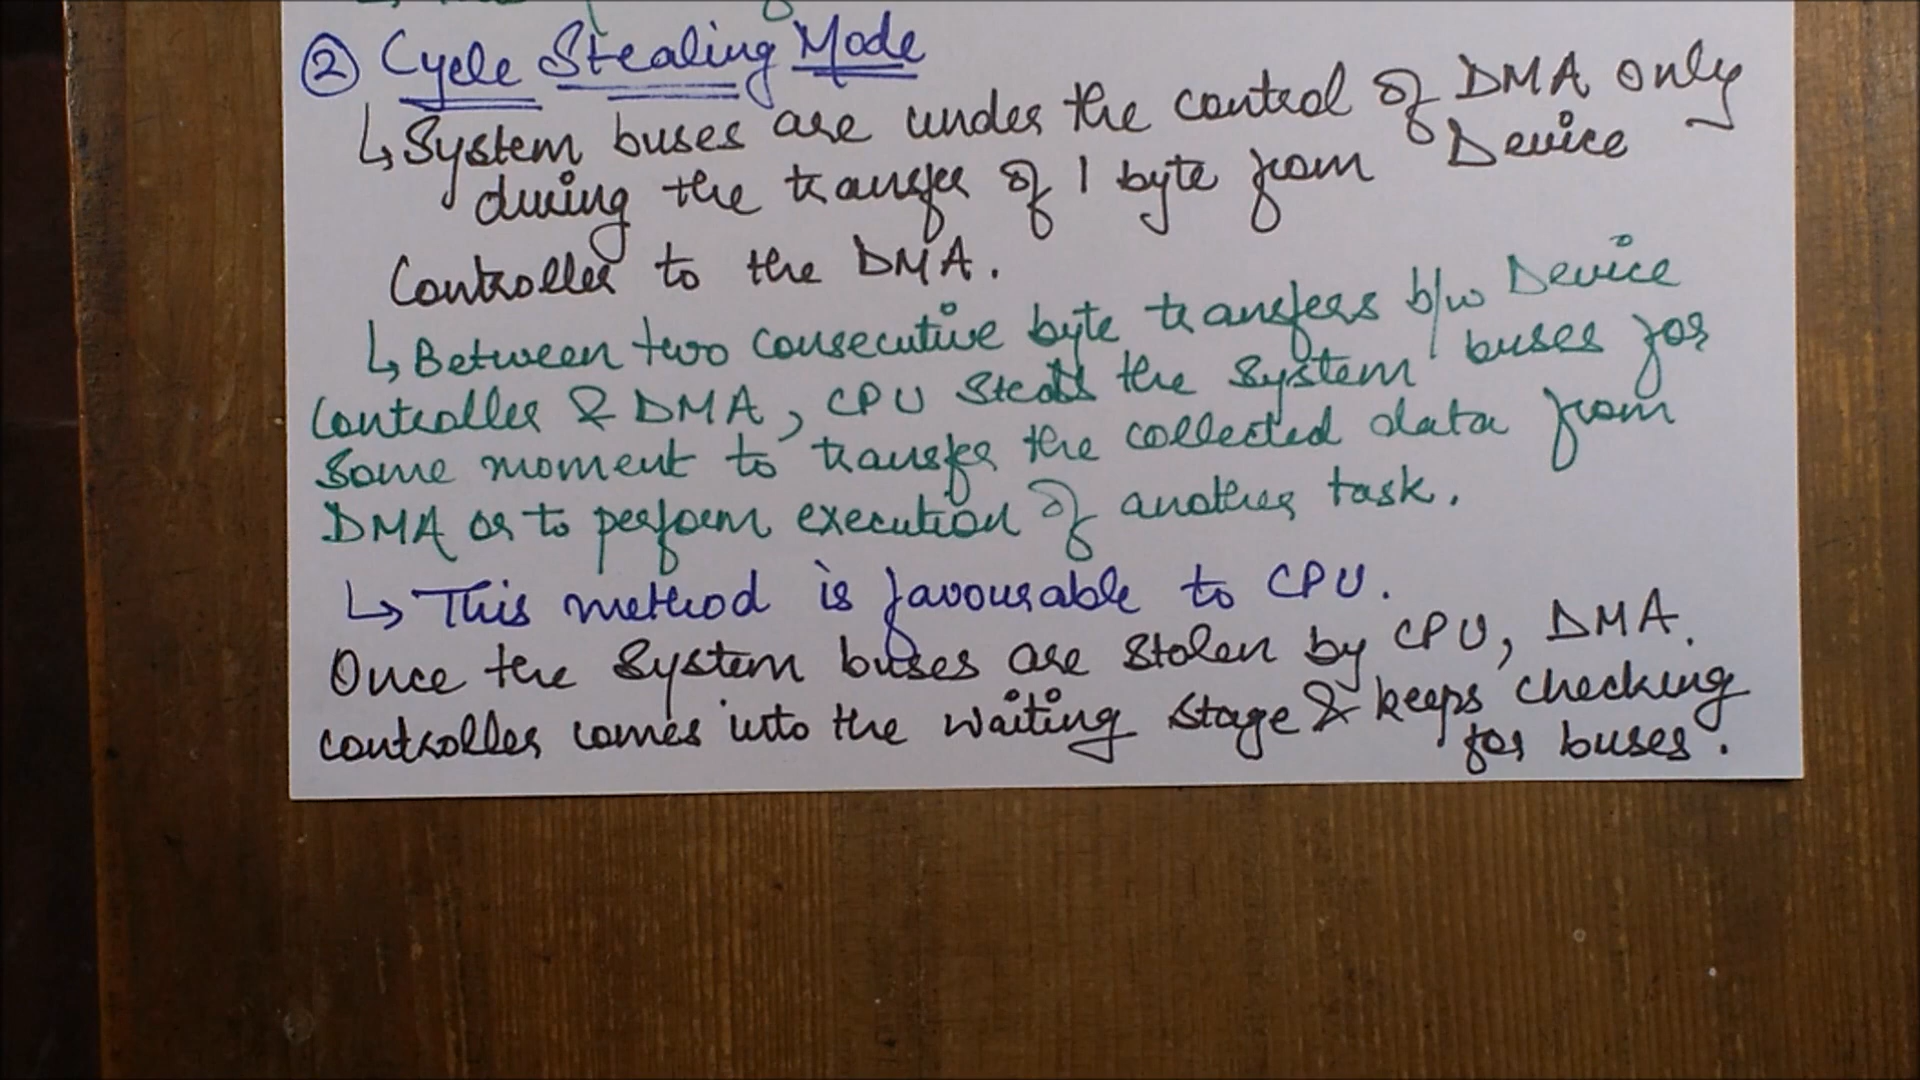 ② Cycle Stealing Mode
↳ System buses are under the control of DMA only
during the transfer of 1 byte from Device
Controller to the DMA.
↳ Between two consecutive byte transfers b/w Device
Controller & DMA, CPU steals the System buses for
Some moment to transfer the collected data from
DMA or to perform execution of another task.
↳ This method is favourable to CPU.
Once the System buses are stolen by CPU, DMA.
controller comes into the waiting stage & keeps checking
for buses.